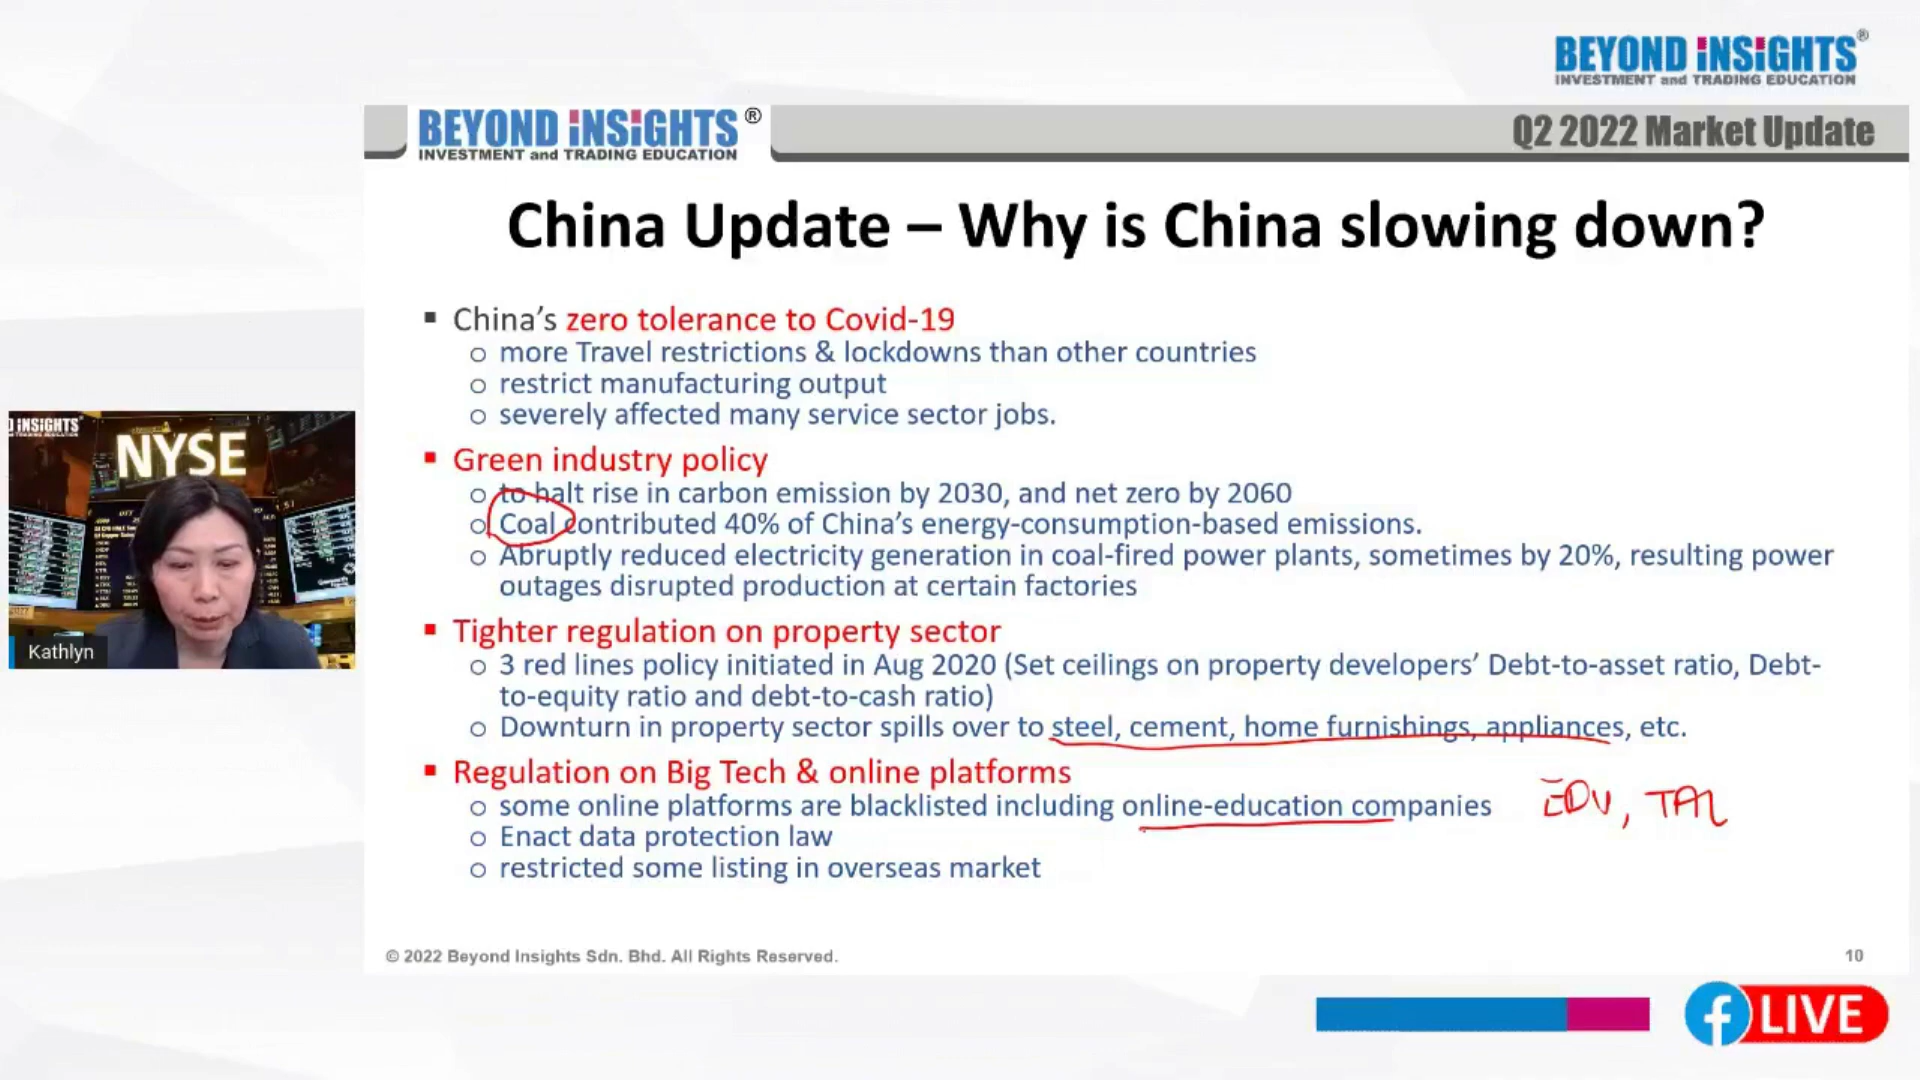 BEYOND iNSiGHTS®
INVESTMENT and TRADING EDUCATION
BEYOND iNSiGHTS®
INVESTMENT and TRADING EDUCATION
Q2 2022 Market Update
China Update – Why is China slowing down?
▪ China’s zero tolerance to Covid-19
o more Travel restrictions & lockdowns than other countries
o restrict manufacturing output
o severely affected many service sector jobs.
▪ Green industry policy
o to halt rise in carbon emission by 2030, and net zero by 2060
o Coal contributed 40% of China’s energy-consumption-based emissions.
o Abruptly reduced electricity generation in coal-fired power plants, sometimes by 20%, resulting power
outages disrupted production at certain factories
▪ Tighter regulation on property sector
o 3 red lines policy initiated in Aug 2020 (Set ceilings on property developers’ Debt-to-asset ratio, Debt-
to-equity ratio and debt-to-cash ratio)
o Downturn in property sector spills over to steel, cement, home furnishings, appliances, etc.
▪ Regulation on Big Tech & online platforms
o some online platforms are blacklisted including online-education companies
EDU, TAL
o Enact data protection law
o restricted some listing in overseas market
iNSiGHTS
NYSE
Kathlyn
© 2022 Beyond Insights Sdn. Bhd. All Rights Reserved.
10
LIVE